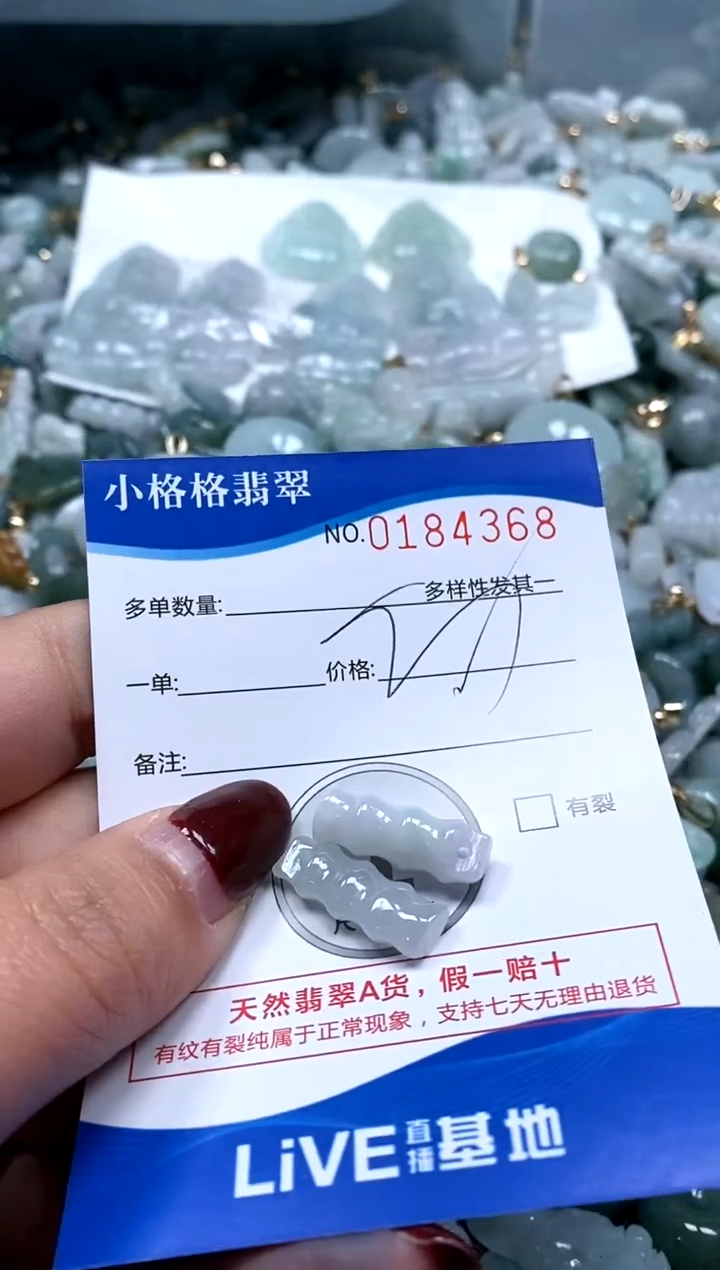 小格格翡翠
NO.0184368
多单数量:
多样性发其一
一单:
价格:
备注:
有裂
天然翡翠A货，假一赔十
有纹有裂纯属于正常现象，支持七天无理由退货
LiVE直播基地